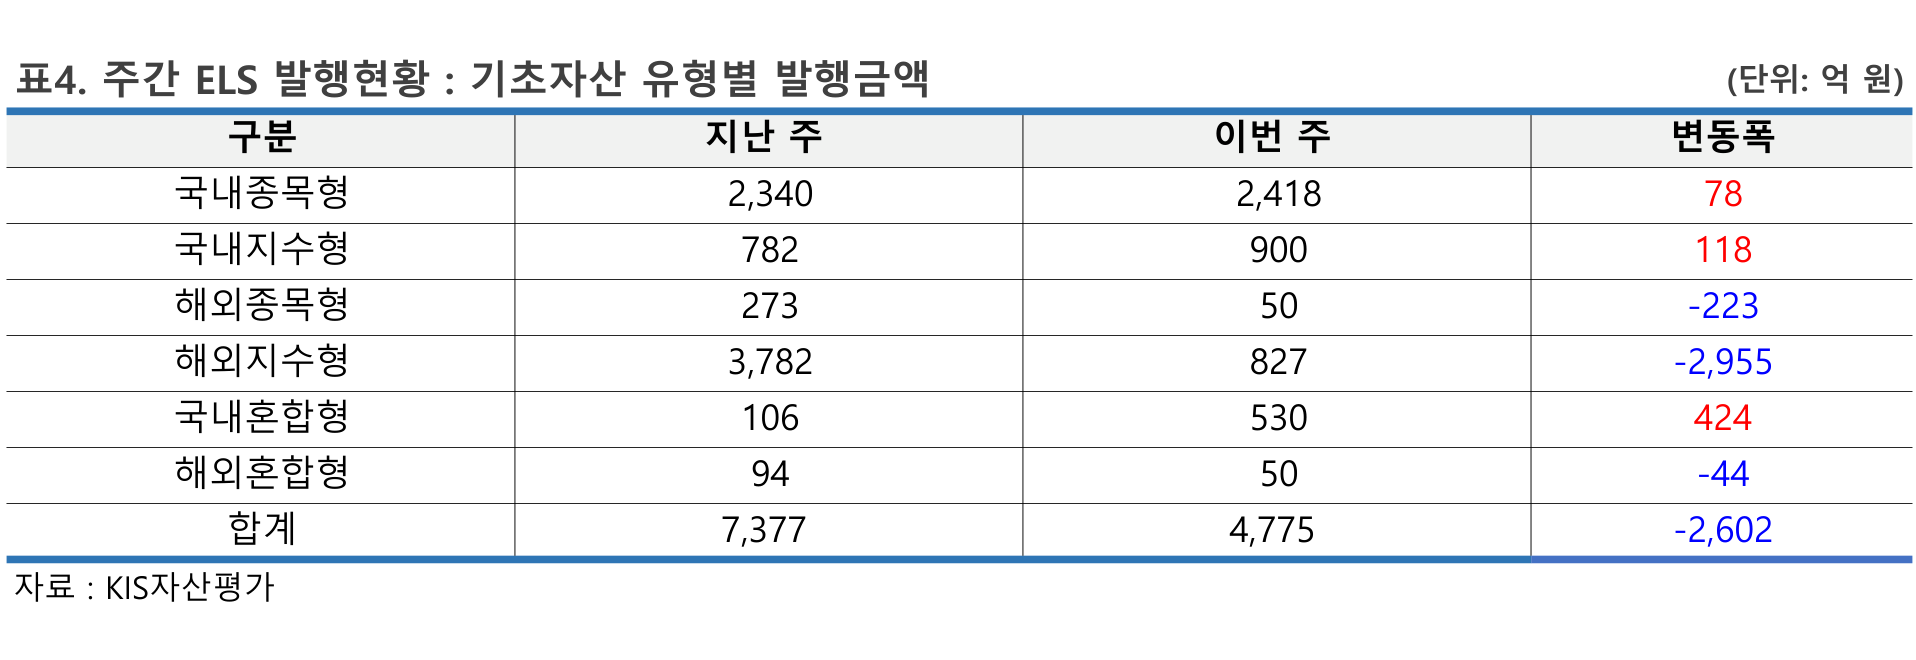 표4. 주간 ELS 발행현황 : 기초자산 유형별 발행금액 (단위: 억 원)
구분 지난 주 이번 주 변동폭
국내종목형 2,340 2,418 78
국내지수형 782 900 118
해외종목형 273 50 -223
해외지수형 3,782 827 -2,955
국내혼합형 106 530 424
해외혼합형 94 50 -44
합계 7,377 4,775 -2,602
자료 : KIS자산평가